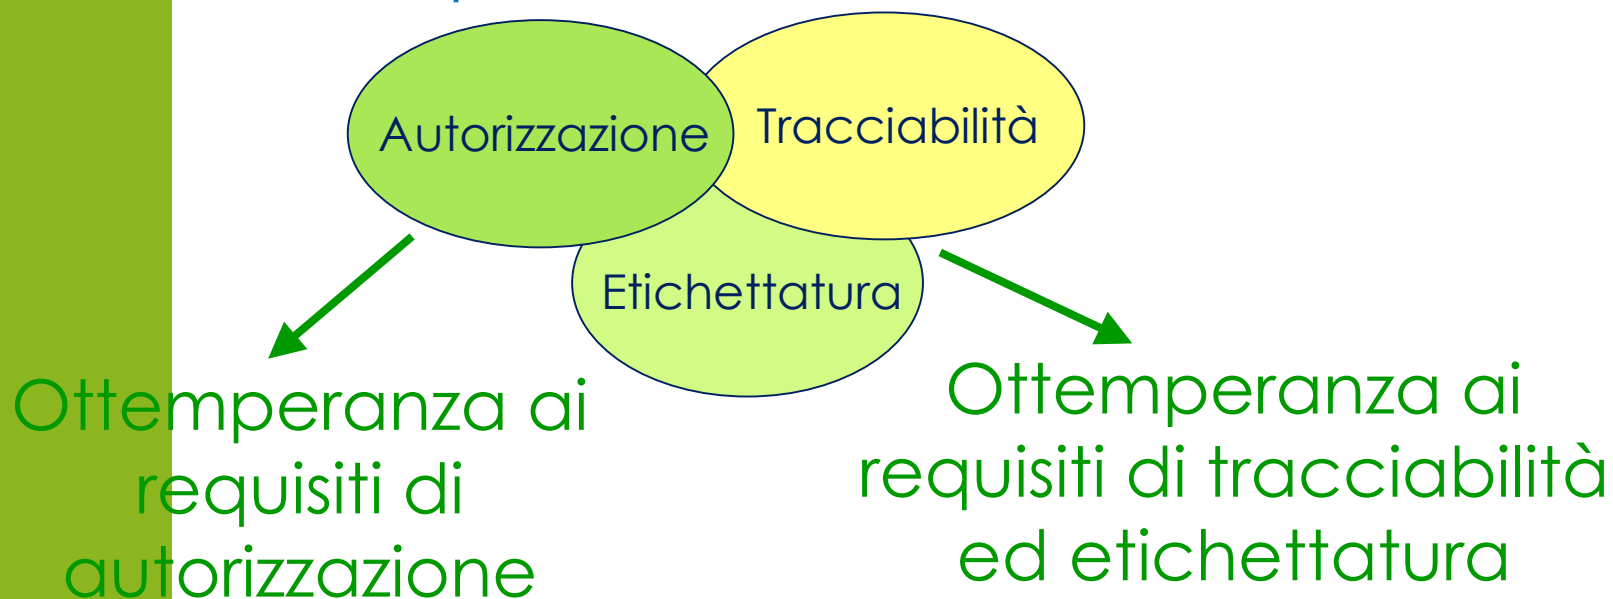 Autorizzazione
Tracciabilità
Etichettatura
Ottemperanza ai
requisiti di
autorizzazione
Ottemperanza ai
requisiti di tracciabilità
ed etichettatura